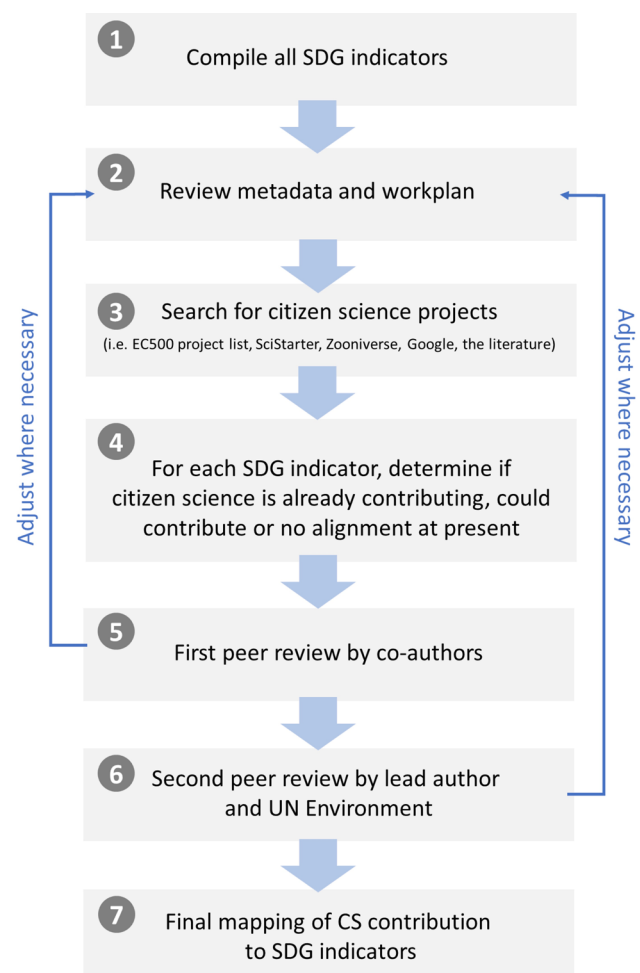 1
Compile all SDG indicators
2
Review metadata and workplan
3
Search for citizen science projects
(i.e. EC500 project list, SciStarter, Zooniverse, Google, the literature)
4
For each SDG indicator, determine if
citizen science is already contributing, could
contribute or no alignment at present
5
First peer review by co-authors
6
Second peer review by lead author
and UN Environment
7
Final mapping of CS contribution
to SDG indicators
Adjust where necessary
Adjust where necessary